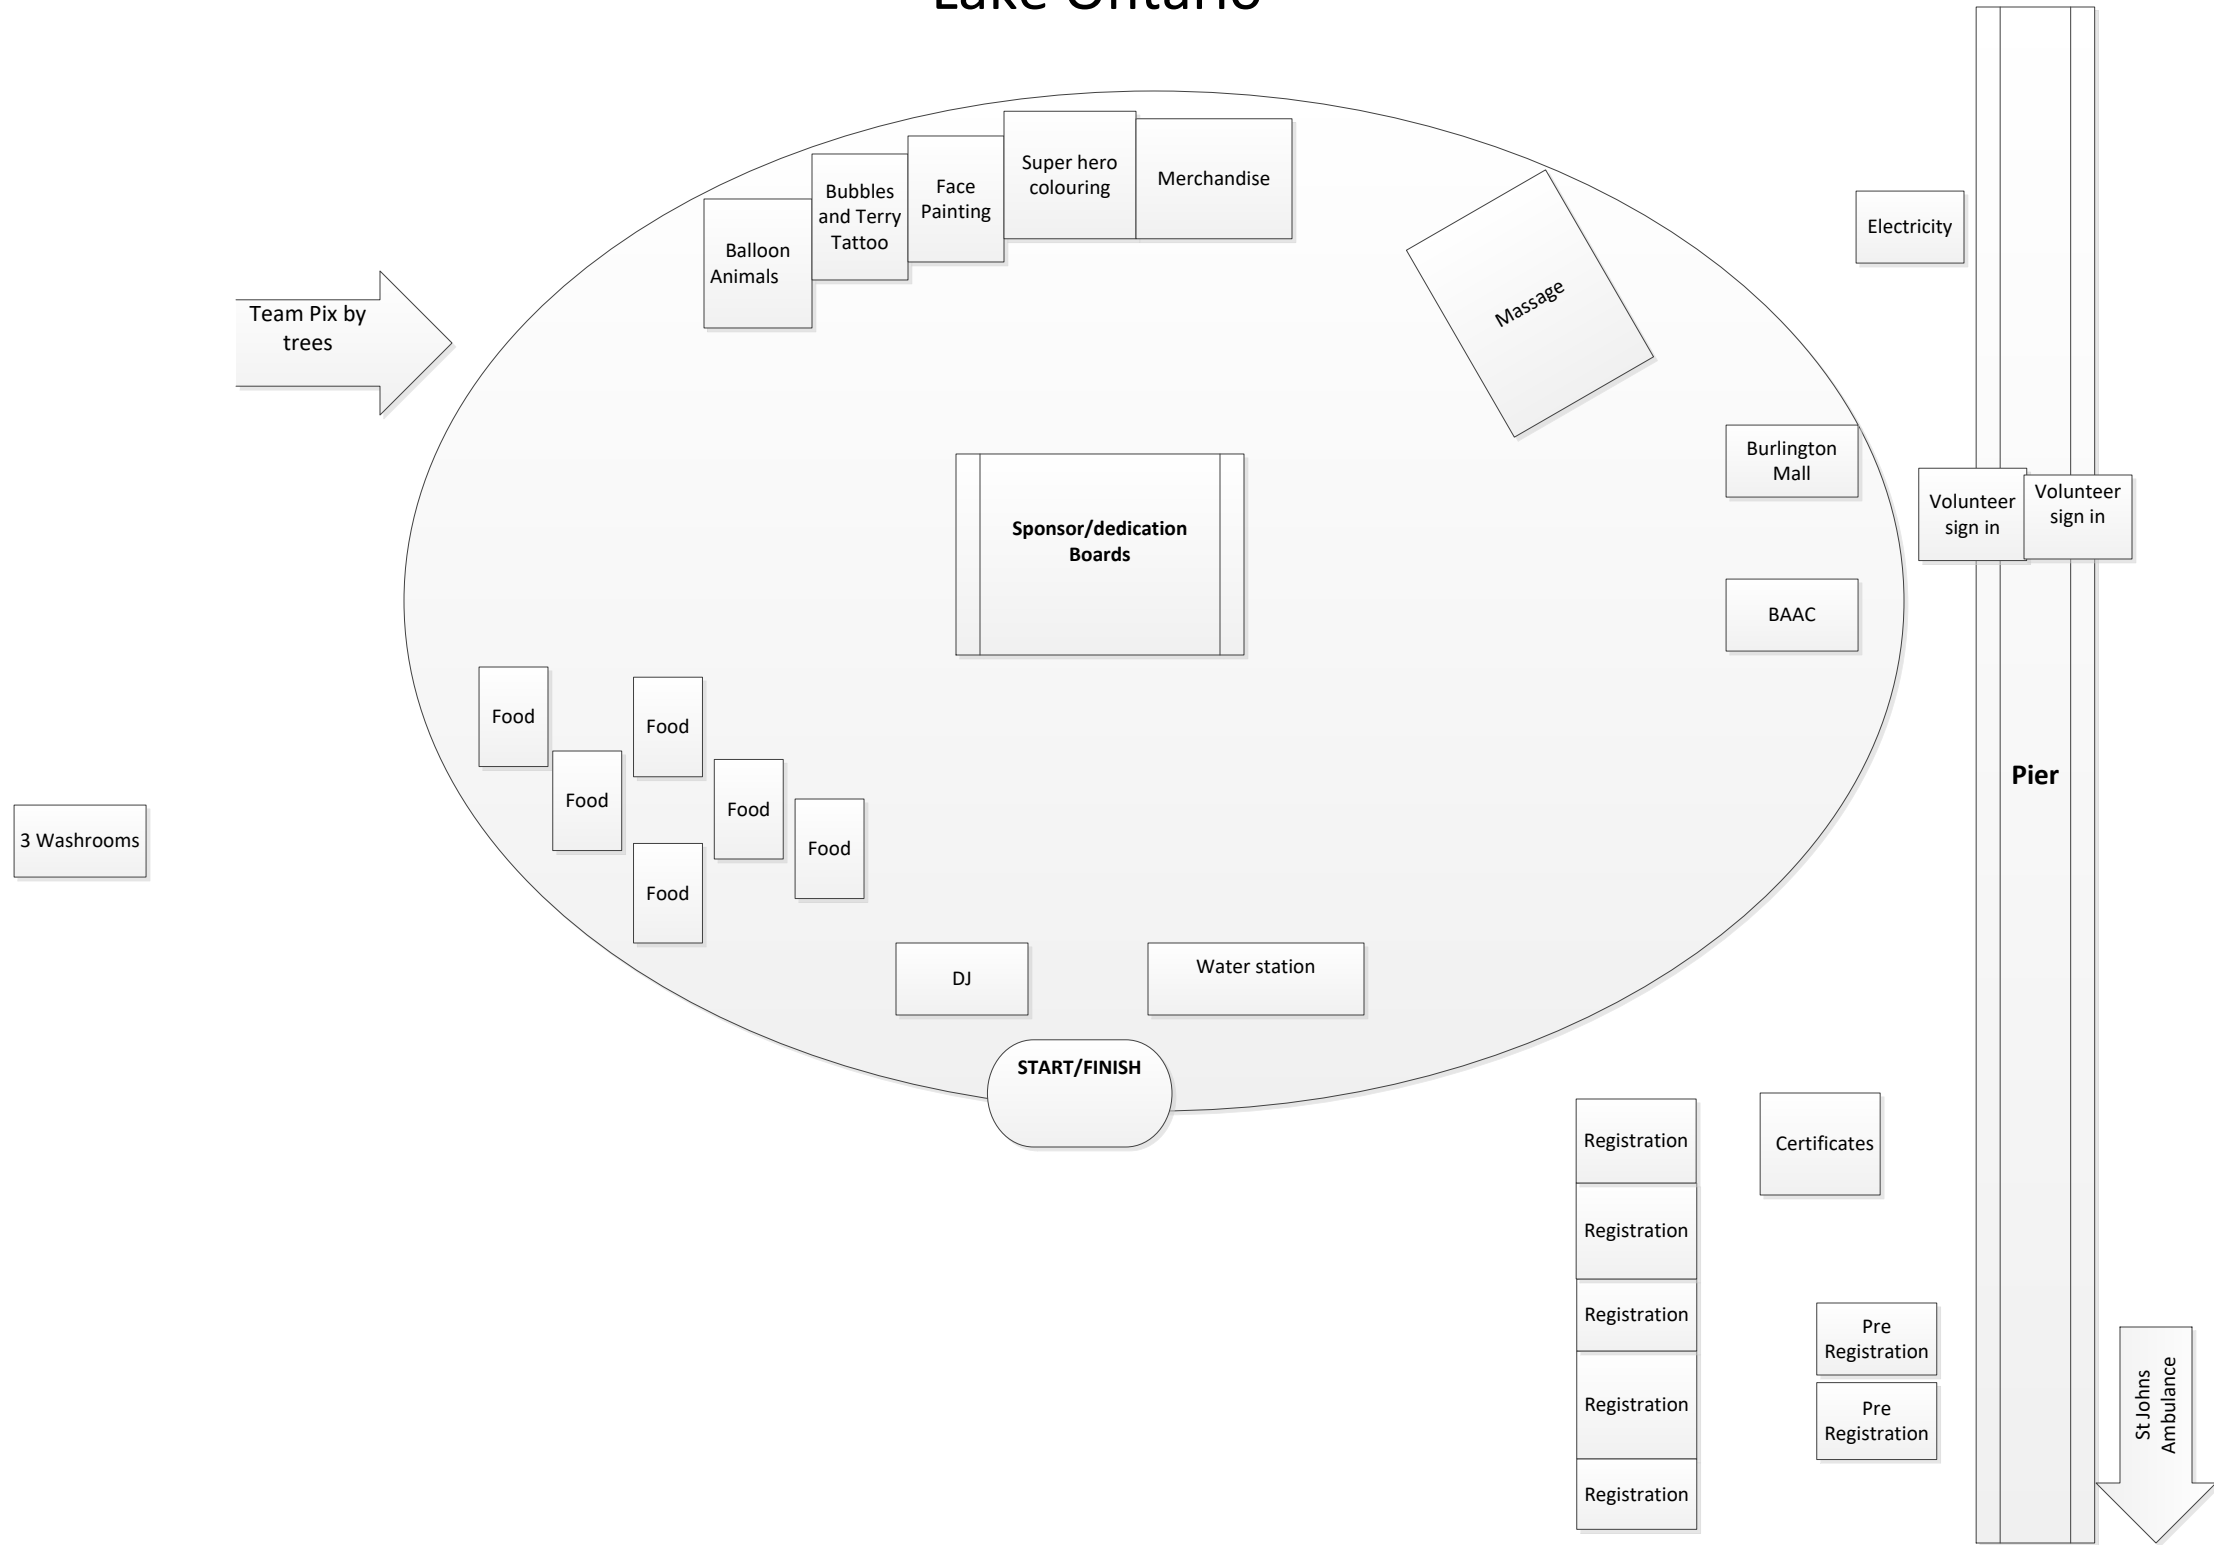 Lake Ontario
Super hero
colouring
Merchandise
Face
Painting
Bubbles
and Terry
Tattoo
Balloon
Animals
Electricity
Massage
Team Pix by
trees
Burlington
Mall
Volunteer
sign in
Volunteer
sign in
Sponsor/dedication
Boards
BAAC
Food
Food
Food
Food
Food
Food
Pier
3 Washrooms
DJ
Water station
START/FINISH
Registration
Certificates
Registration
Registration
Pre
Registration
Registration
Pre
Registration
St Johns
Ambulance
Registration